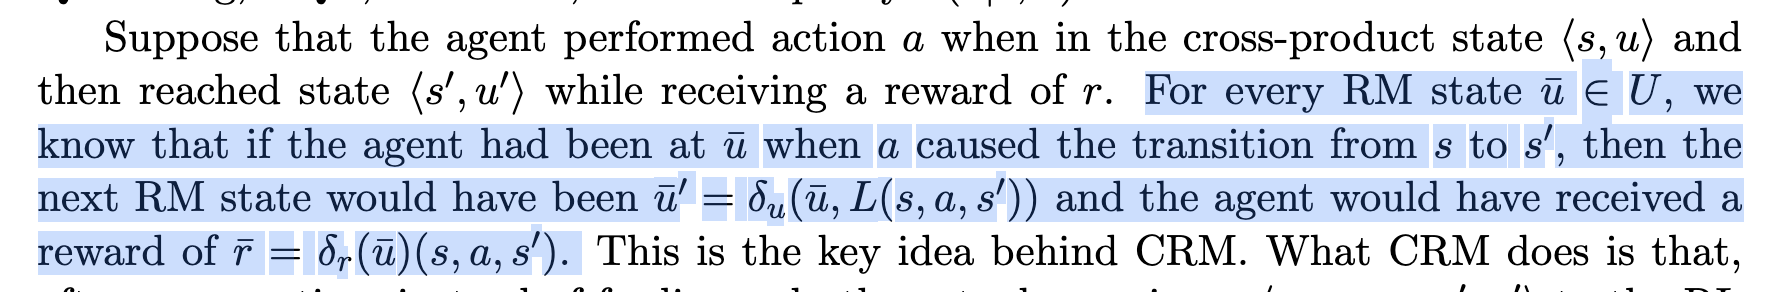 Suppose that the agent performed action a when in the cross-product state ⟨s, u⟩ and
then reached state ⟨s′, u′⟩ while receiving a reward of r. For every RM state ū ∈ U, we
know that if the agent had been at ū when a caused the transition from s to s′, then the
next RM state would have been ū′ = δᵤ(ū, L(s, a, s′)) and the agent would have received a
reward of r̄ = δᵣ(ū)(s, a, s′). This is the key idea behind CRM. What CRM does is that,